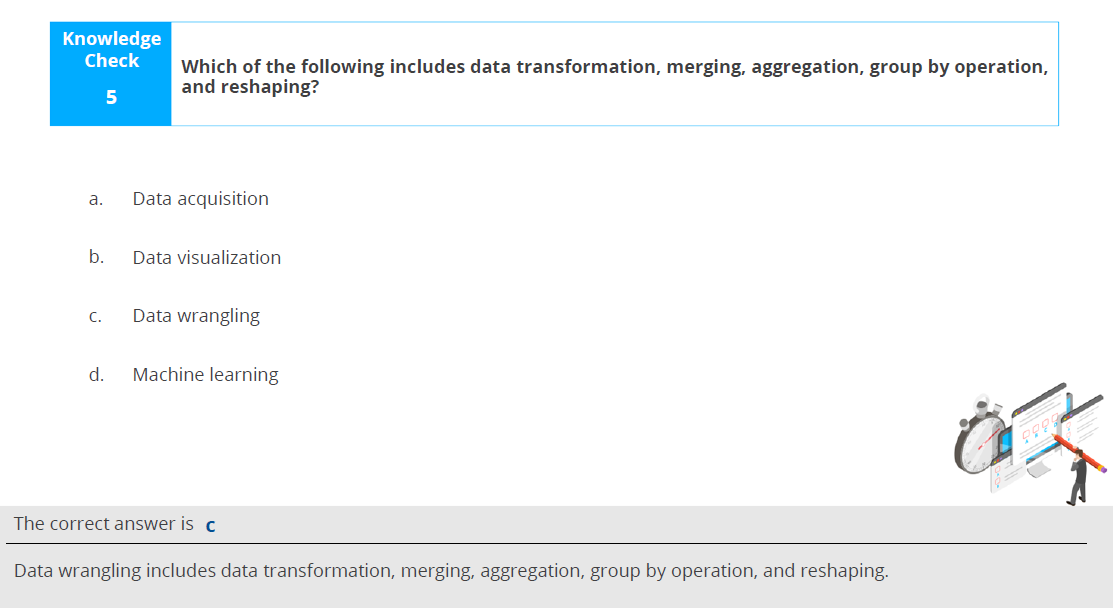 Knowledge
Check
5
Which of the following includes data transformation, merging, aggregation, group by operation,
and reshaping?
a. Data acquisition
b. Data visualization
c. Data wrangling
d. Machine learning
The correct answer is c
Data wrangling includes data transformation, merging, aggregation, group by operation, and reshaping.